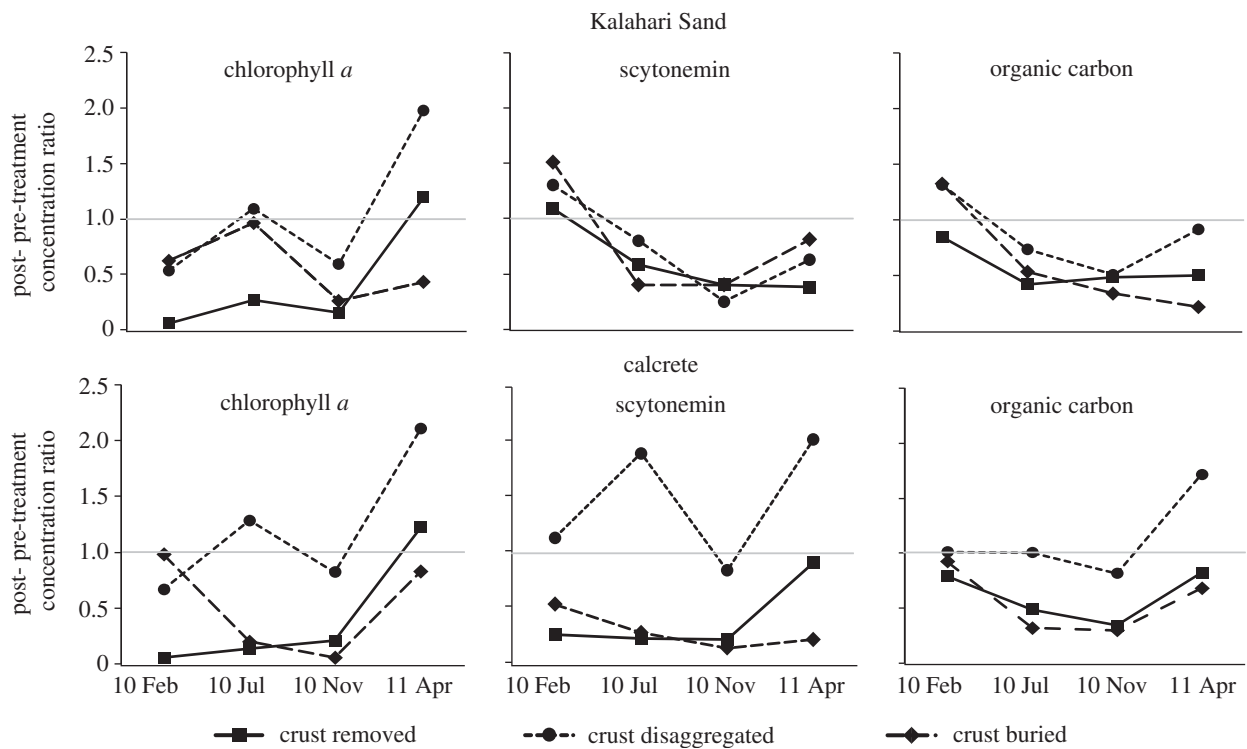 Kalahari Sand
chlorophyll a
scytonemin
organic carbon
post- pre-treatment
concentration ratio
2.5
2.0
1.5
1.0
0.5
0
calcrete
chlorophyll a
scytonemin
organic carbon
post- pre-treatment
concentration ratio
2.5
2.0
1.5
1.0
0.5
0
10 Feb 10 Jul 10 Nov 11 Apr 10 Feb 10 Jul 10 Nov 11 Apr 10 Feb 10 Jul 10 Nov 11 Apr
crust removed crust disaggregated crust buried